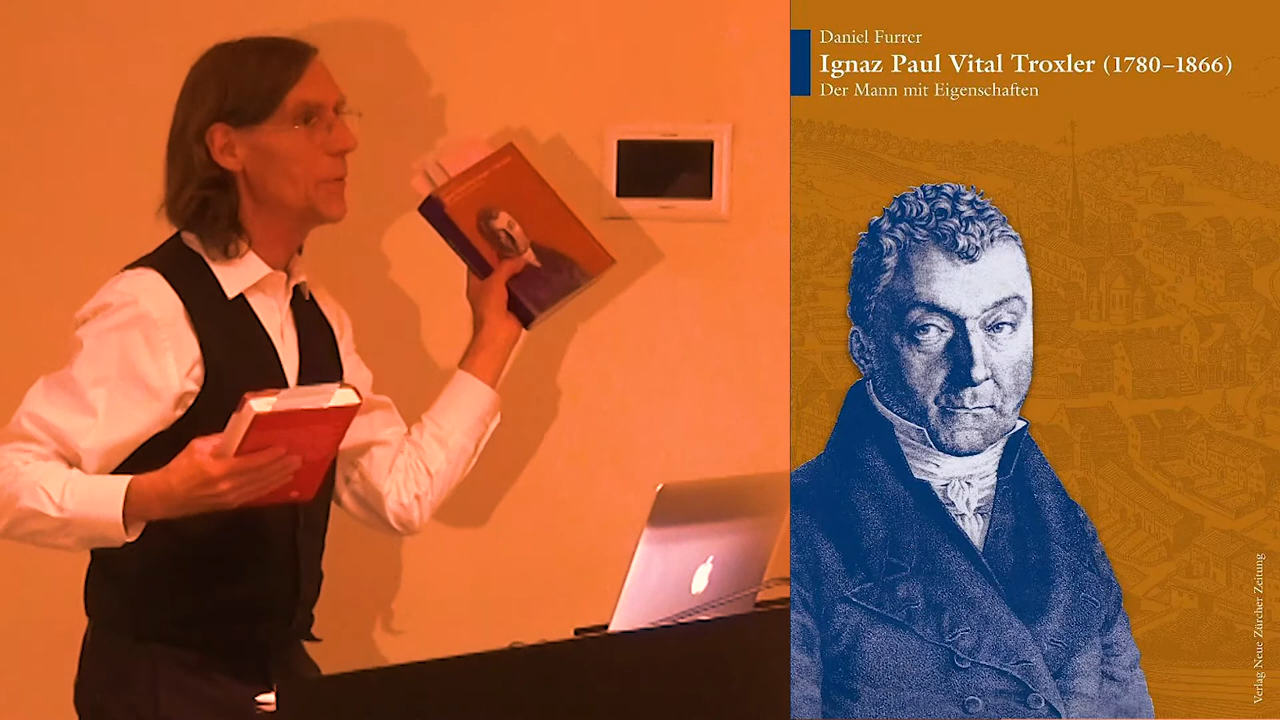 Daniel Furrer
Ignaz Paul Vital Troxler (1780–1866)
Der Mann mit Eigenschaften
Verlag Neue Zürcher Zeitung